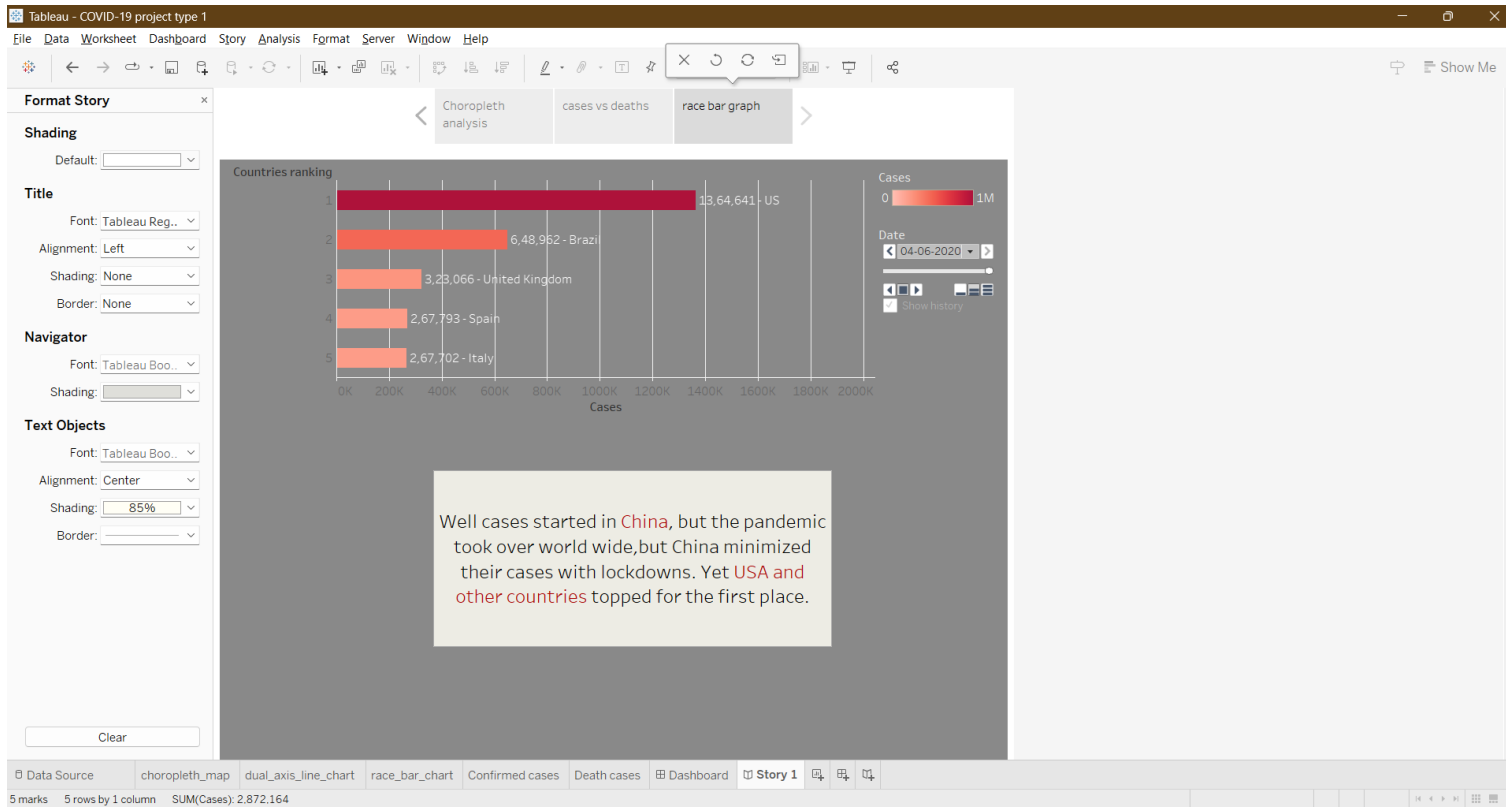 Tableau - COVID-19 project type 1
File Data Worksheet Dashboard Story Analysis Format Server Window Help
Show Me
Format Story
Shading
Default:
Title
Font: Tableau Reg..
Alignment: Left
Shading: None
Border: None
Navigator
Font: Tableau Boo..
Shading:
Text Objects
Font: Tableau Boo..
Alignment: Center
Shading: 85%
Border:
Clear
Choropleth
analysis
cases vs deaths
race bar graph
Countries ranking
1 13,64,641 - US
2 6,48,962 - Brazil
3 3,23,066 - United Kingdom
4 2,67,793 - Spain
5 2,67,702 - Italy
0K 200K 400K 600K 800K 1000K 1200K 1400K 1600K 1800K 2000K
Cases
Cases
0 1M
Date
04-06-2020
Show history
Well cases started in China, but the pandemic
took over world wide,but China minimized
their cases with lockdowns. Yet USA and
other countries topped for the first place.
Data Source choropleth_map dual_axis_line_chart race_bar_chart Confirmed cases Death cases Dashboard Story 1
5 marks 5 rows by 1 column SUM(Cases): 2,872,164